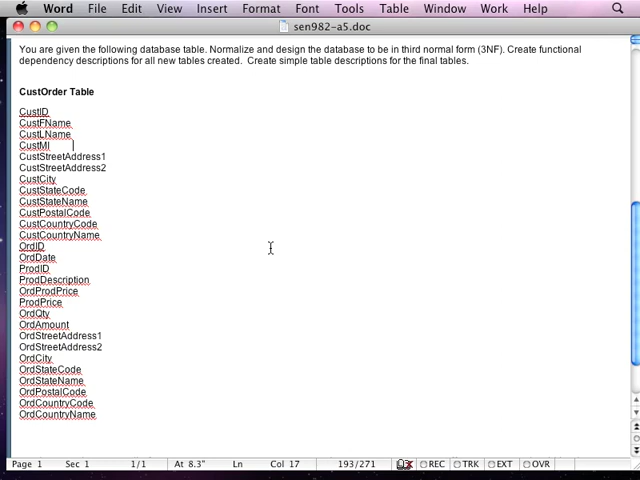 Word File Edit View Insert Format Font Tools Table Window Work Help
sen982-a5.doc
You are given the following database table. Normalize and design the database to be in third normal form (3NF). Create functional
dependency descriptions for all new tables created. Create simple table descriptions for the final tables.
CustOrder Table
CustID
CustFName
CustLName
CustMI
CustStreetAddress1
CustStreetAddress2
CustCity
CustStateCode
CustStateName
CustPostalCode
CustCountryCode
CustCountryName
OrdID
OrdDate
ProdID
ProdDescription
OrdProdPrice
ProdPrice
OrdQty
OrdAmount
OrdStreetAddress1
OrdStreetAddress2
OrdCity
OrdStateCode
OrdStateName
OrdPostalCode
OrdCountryCode
OrdCountryName
Page 1 Sec 1 1/1 At 8.3" Ln Col 17 193/271 REC TRK EXT OVR